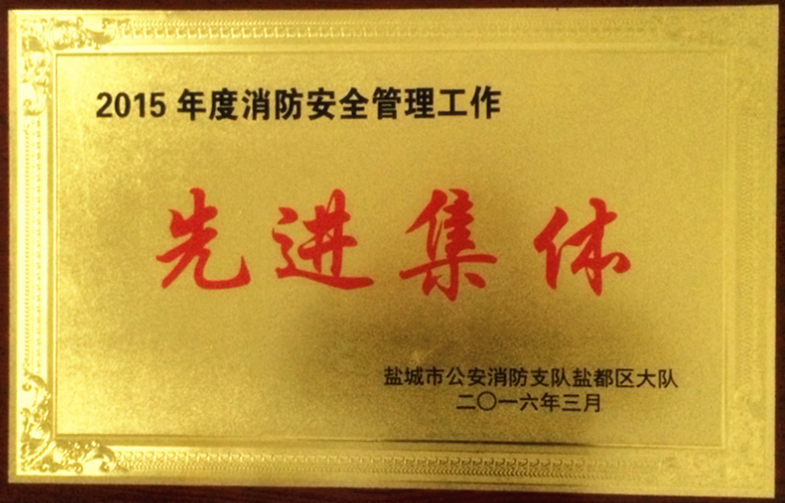 2015 年度消防安全管理工作
先进集体
盐城市公安消防支队盐都区大队
二〇一六年三月